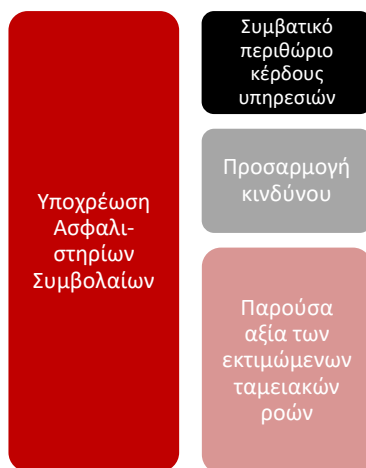 Υποχρέωση
Ασφαλι-
στηρίων
Συμβολαίων
Συμβατικό
περιθώριο
κέρδους
υπηρεσιών
Προσαρμογή
κινδύνου
Παρούσα
αξία των
εκτιμώμενων
ταμειακών
ροών